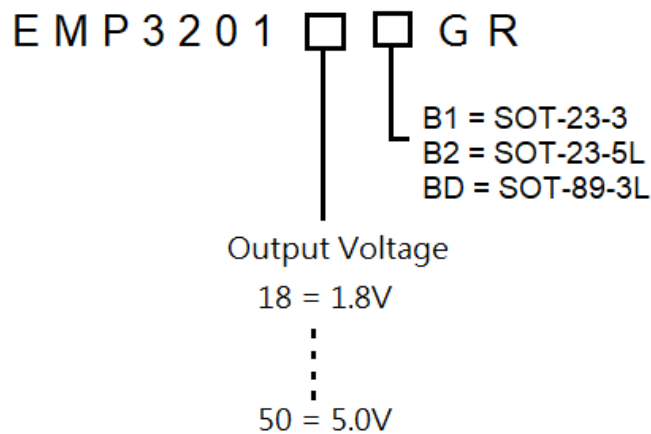 EMP3201 □ □ GR
B1 = SOT-23-3
B2 = SOT-23-5L
BD = SOT-89-3L
Output Voltage
18 = 1.8V
50 = 5.0V